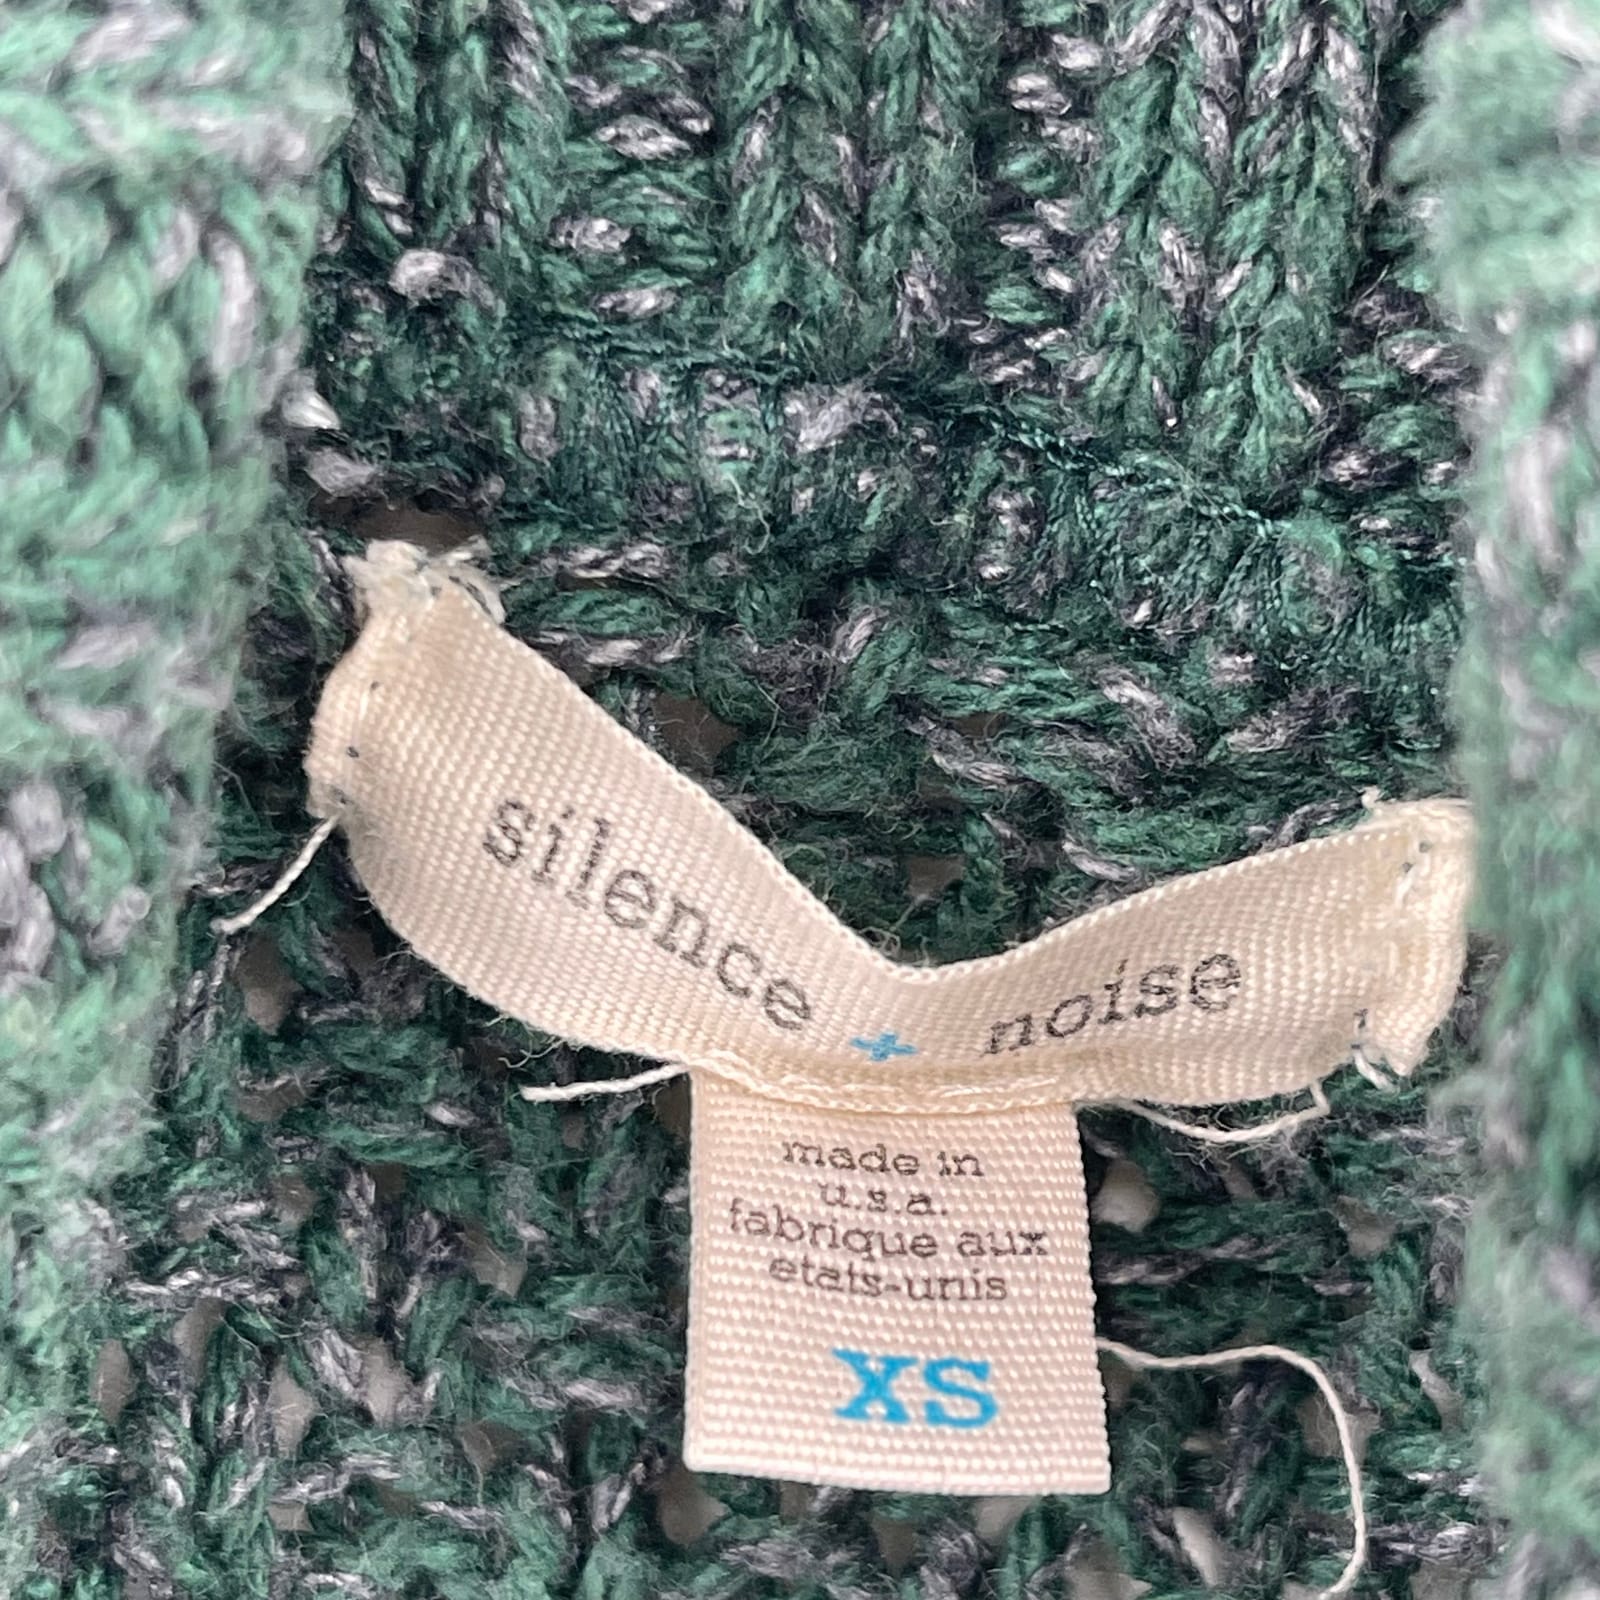 silence + noise
made in
u.s.a.
fabrique aux
etats-unis
XS